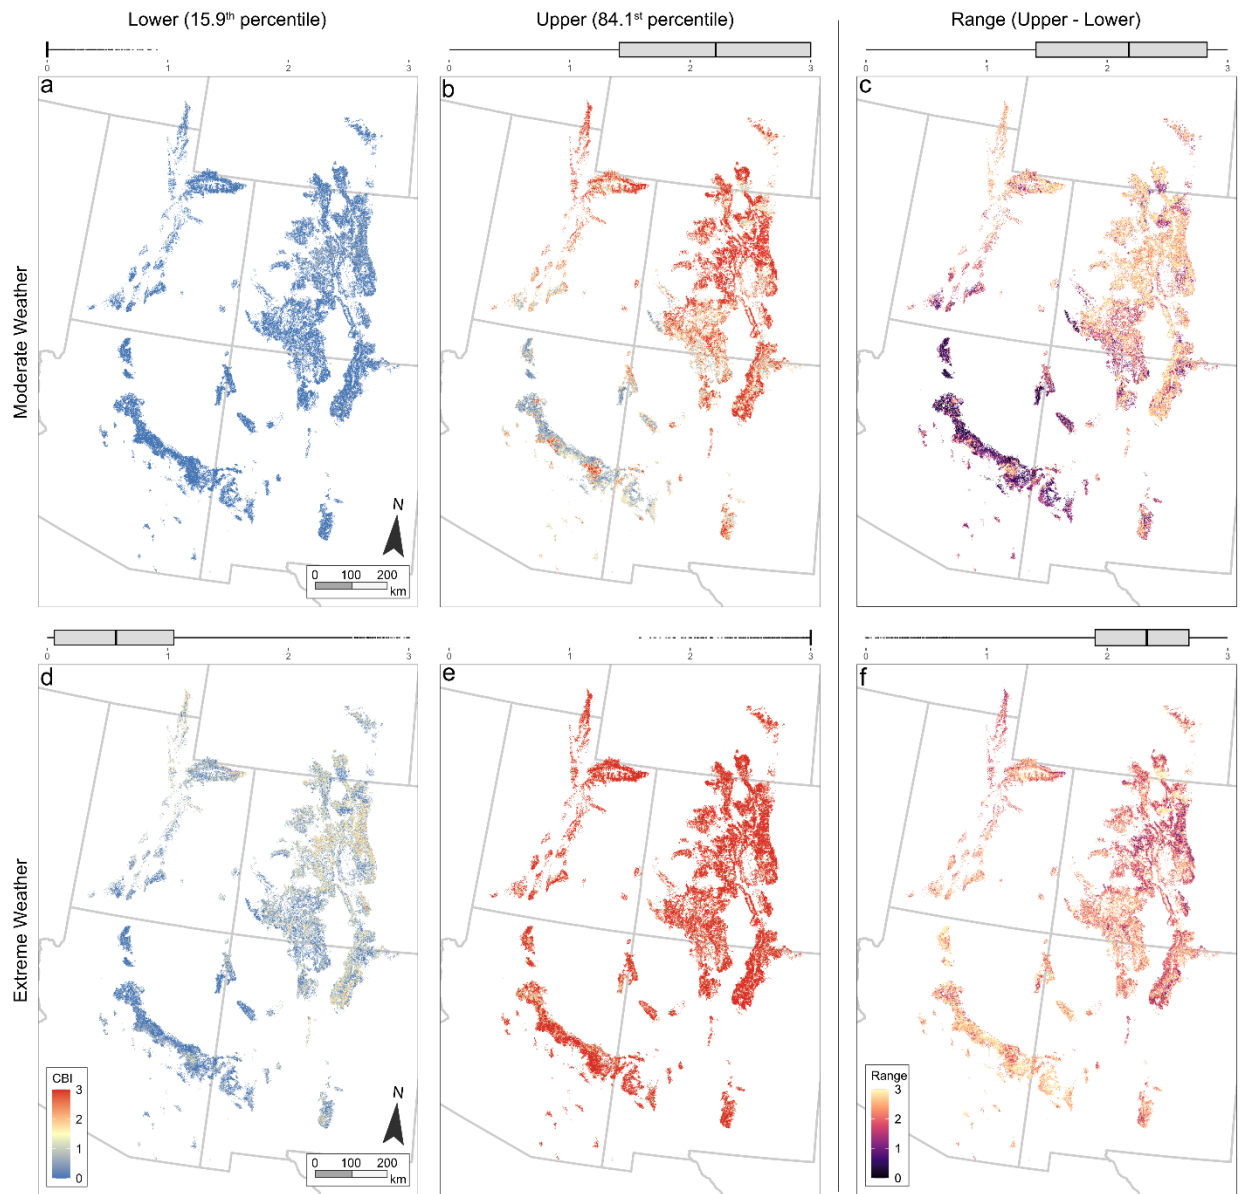 Lower (15.9th percentile)
Upper (84.1st percentile)
Range (Upper - Lower)
0 1 2 3
0 1 2 3
0 1 2 3
a
b
c
Moderate Weather
N
0 100 200
km
0 1 2 3
0 1 2 3
0 1 2 3
d
e
f
Extreme Weather
CBI
3
2
1
0
N
0 100 200
km
Range
3
2
1
0